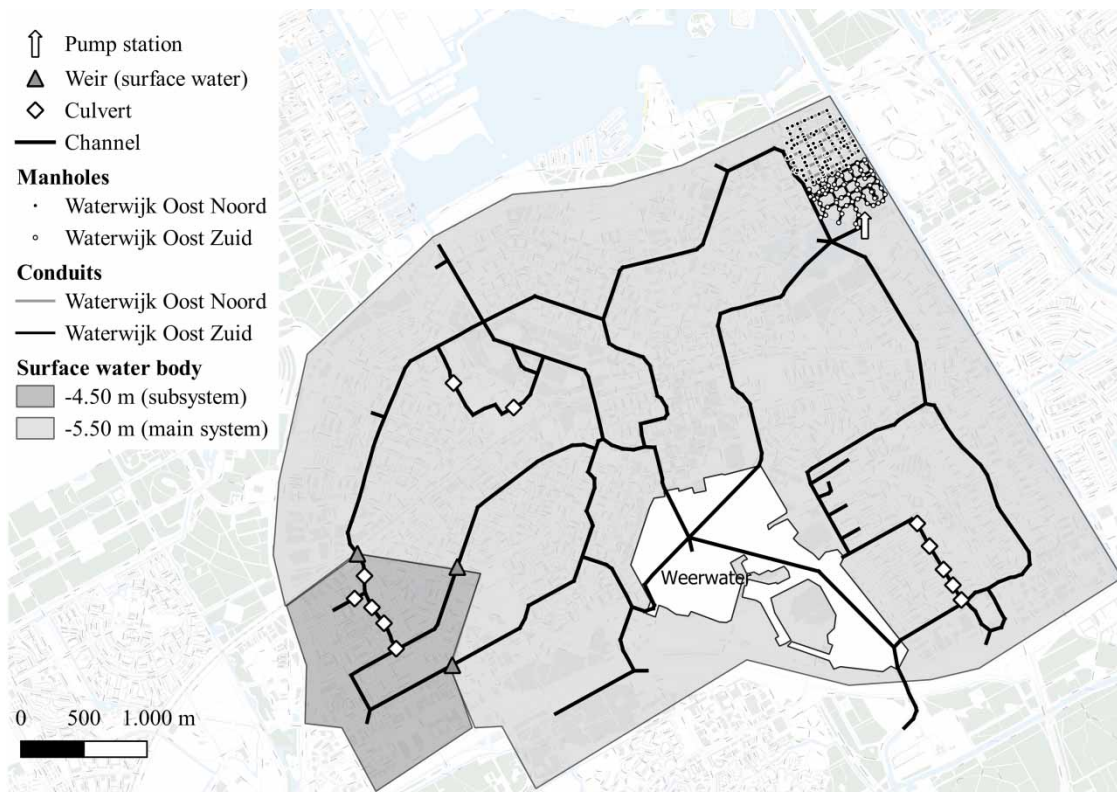 Pump station
Weir (surface water)
Culvert
Channel
Manholes
Waterwijk Oost Noord
Waterwijk Oost Zuid
Conduits
Waterwijk Oost Noord
Waterwijk Oost Zuid
Surface water body
-4.50 m (subsystem)
-5.50 m (main system)
Weerwater
0 500 1.000 m